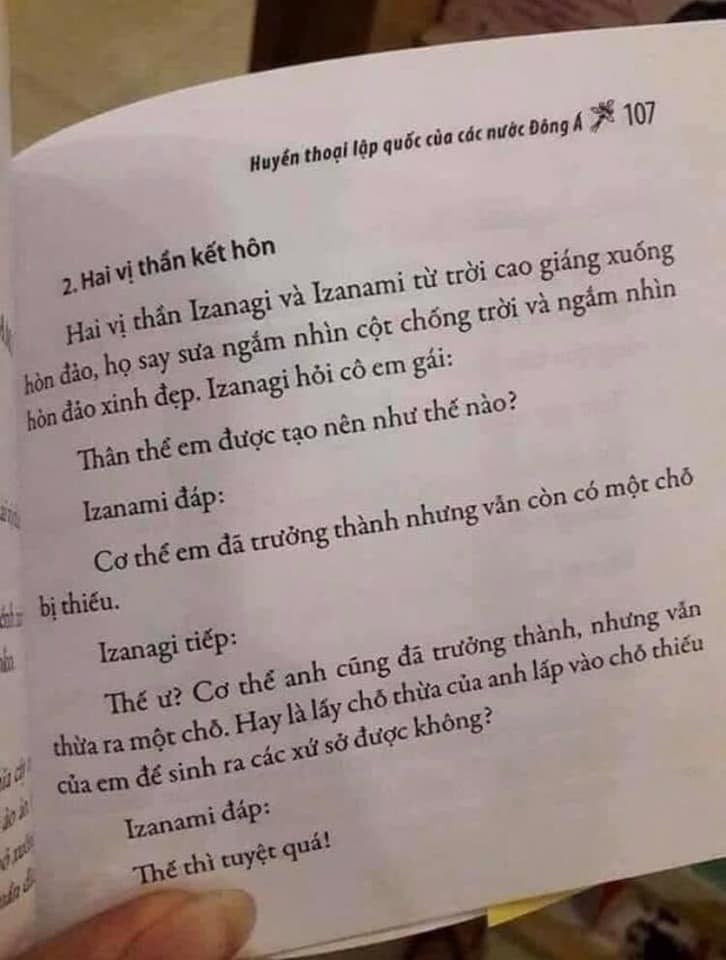 Huyền thoại lập quốc của các nước Đông Á 107
2. Hai vị thần kết hôn
Hai vị thần Izanagi và Izanami từ trời cao giáng xuống
hòn đảo, họ say sưa ngắm nhìn cột chống trời và ngắm nhìn
hòn đảo xinh đẹp. Izanagi hỏi cô em gái:
Thân thể em được tạo nên như thế nào?
Izanami đáp:
Cơ thể em đã trưởng thành nhưng vẫn còn có một chỗ
bị thiếu.
Izanagi tiếp:
Thế ư? Cơ thể anh cũng đã trưởng thành, nhưng vẫn
thừa ra một chỗ. Hay là lấy chỗ thừa của anh lấp vào chỗ thiếu
của em để sinh ra các xứ sở được không?
Izanami đáp:
Thế thì tuyệt quá!